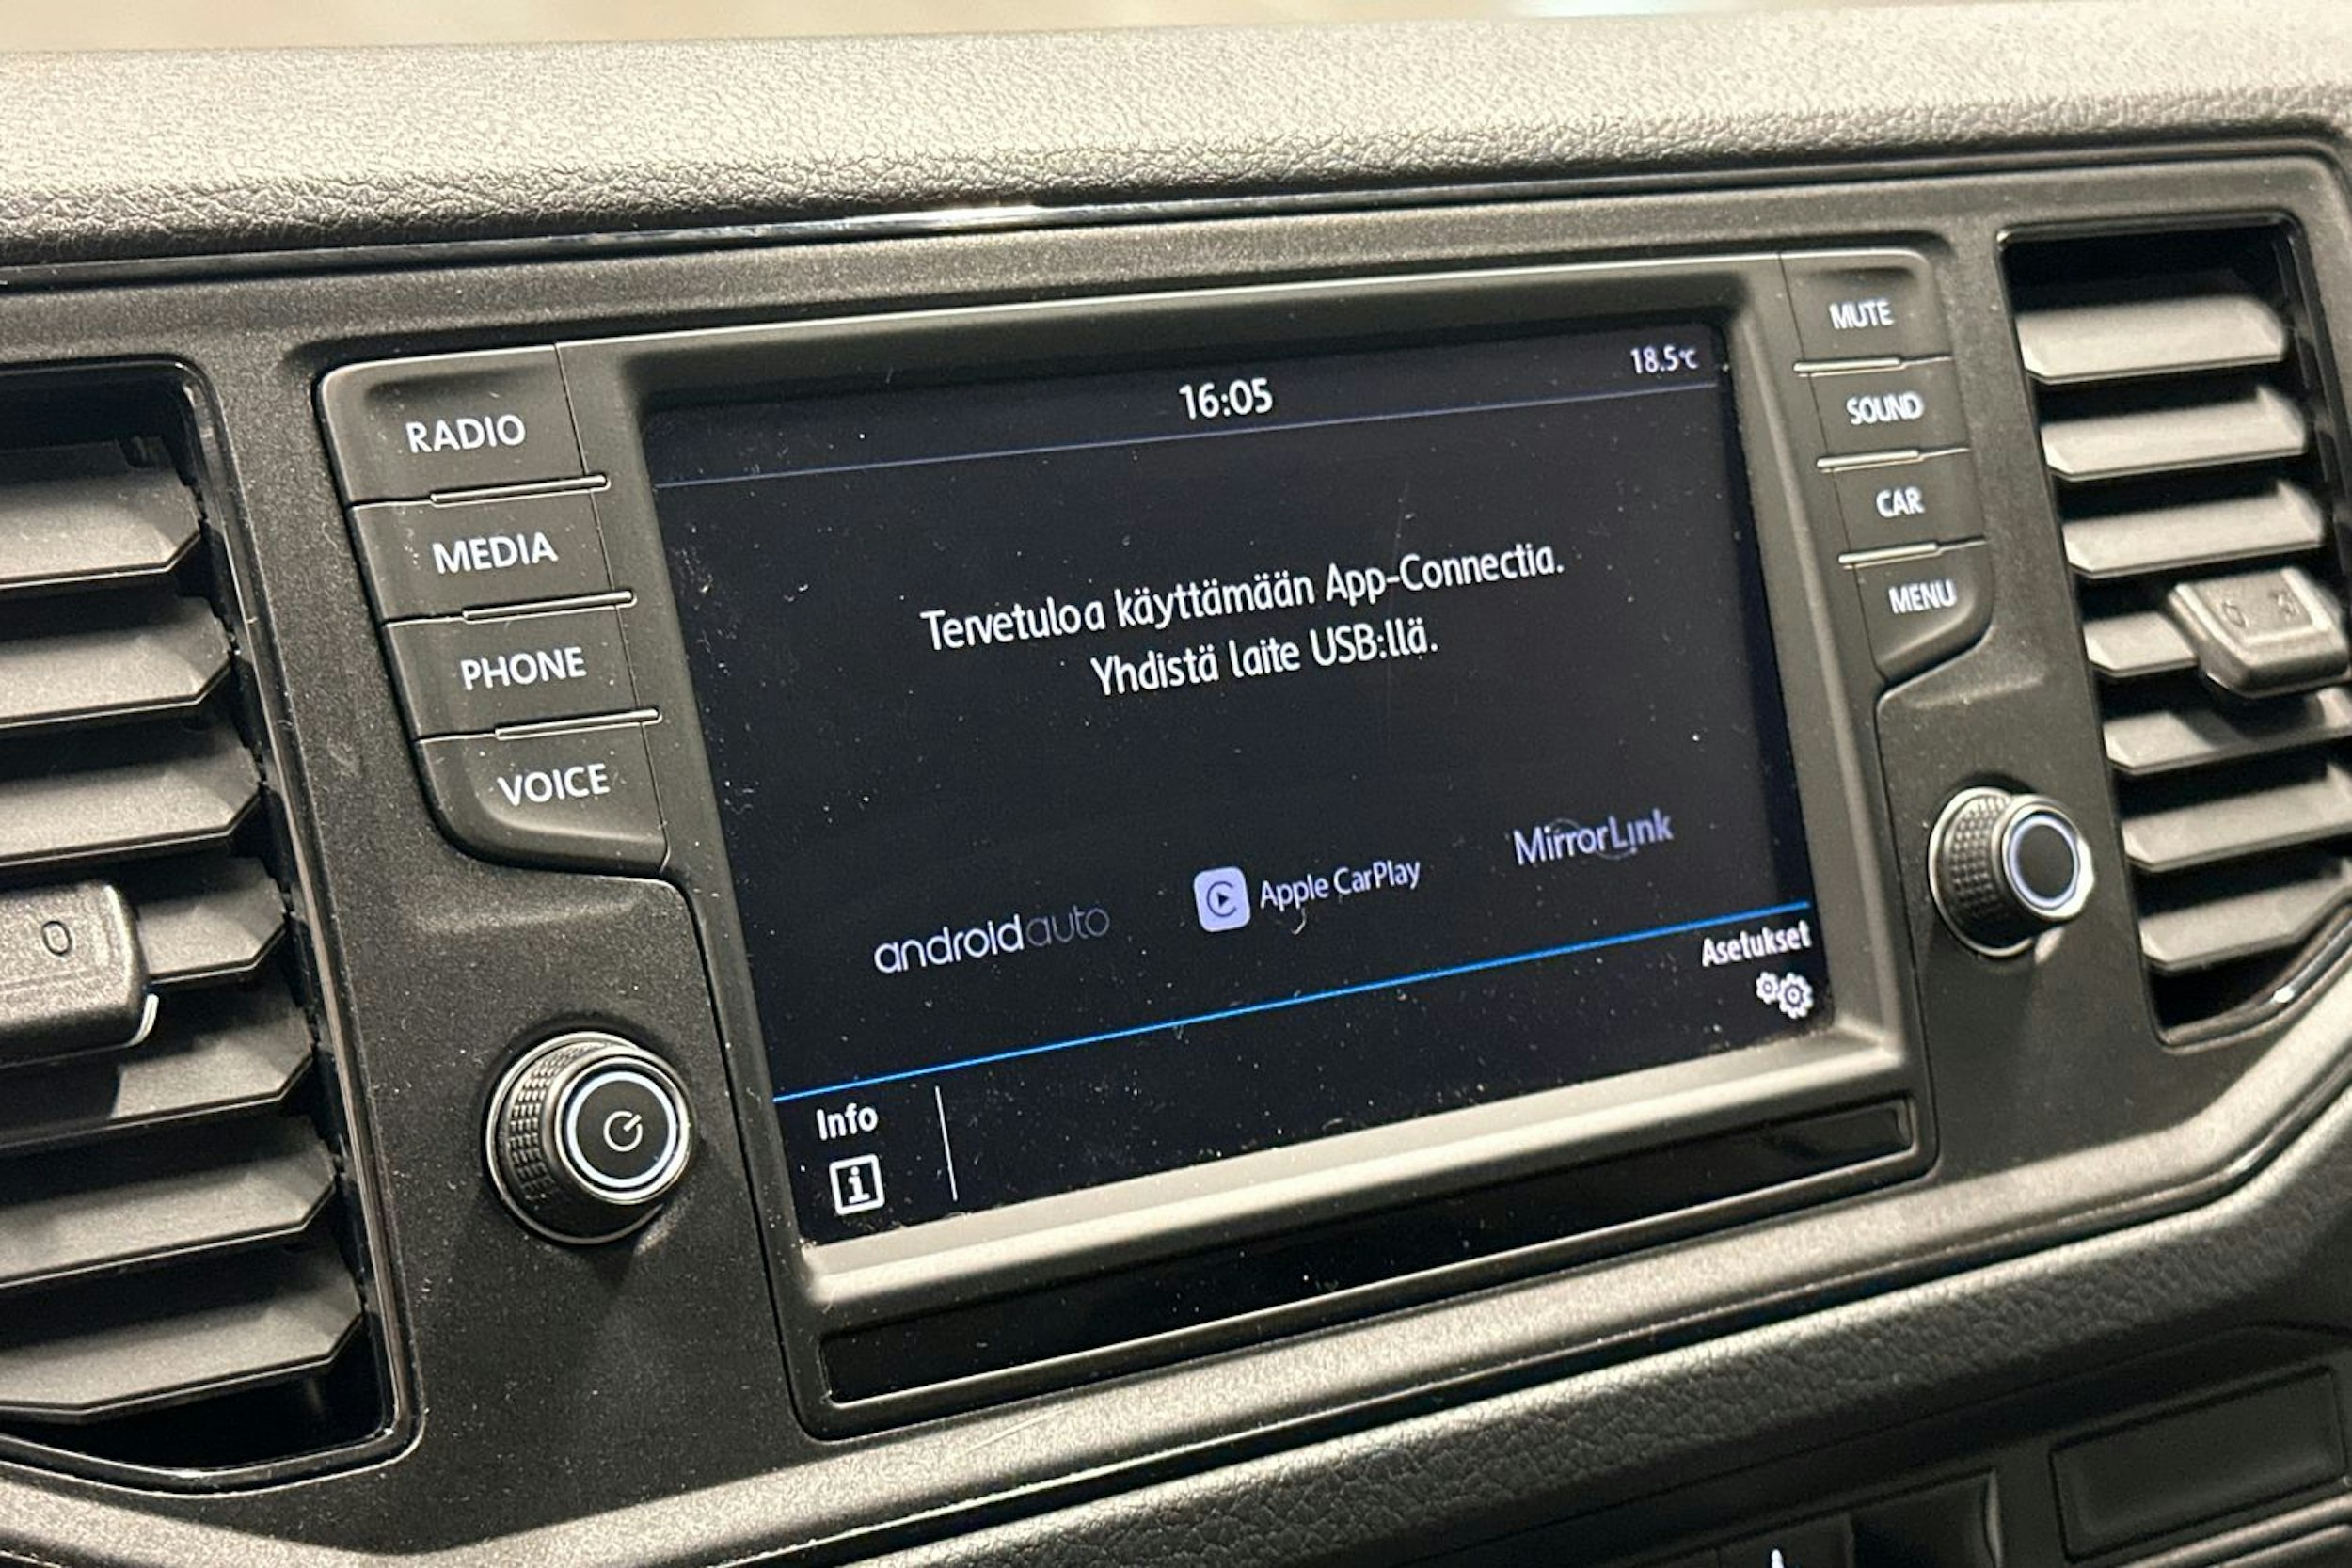 RADIO
MEDIA
PHONE
VOICE
16:05
18.5°C
Tervetuloa käyttämään App-Connectia.
Yhdistä laite USB:llä.
androidauto
Apple CarPlay
MirrorLink
Info
Asetukset
MUTE
SOUND
CAR
MENU
0